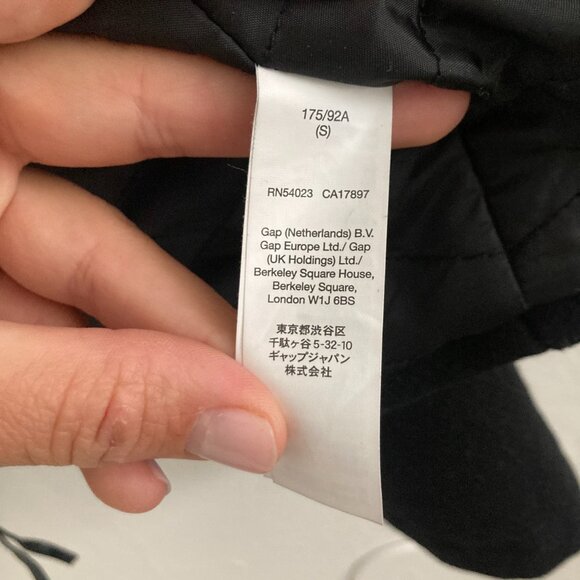 175/92A
(S)
RN54023 CA17897
Gap (Netherlands) B.V.
Gap Europe Ltd./ Gap
(UK Holdings) Ltd./
Berkeley Square House,
Berkeley Square,
London W1J 6BS
東京都渋谷区
千駄ヶ谷 5-32-10
ギャップジャパン
株式会社